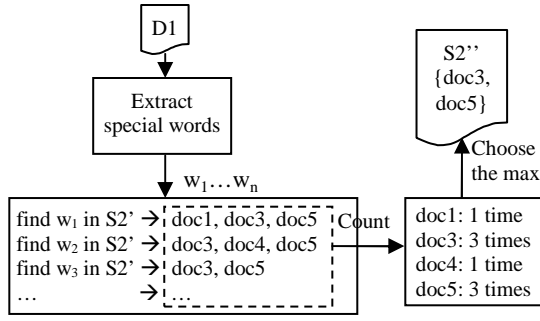 D1
Extract
special words
w₁…wₙ
find w₁ in S2' → doc1, doc3, doc5
find w₂ in S2' → doc3, doc4, doc5
find w₃ in S2' → doc3, doc5
… → …
Count
doc1: 1 time
doc3: 3 times
doc4: 1 time
doc5: 3 times
Choose
the max
S2''
{doc3,
doc5}